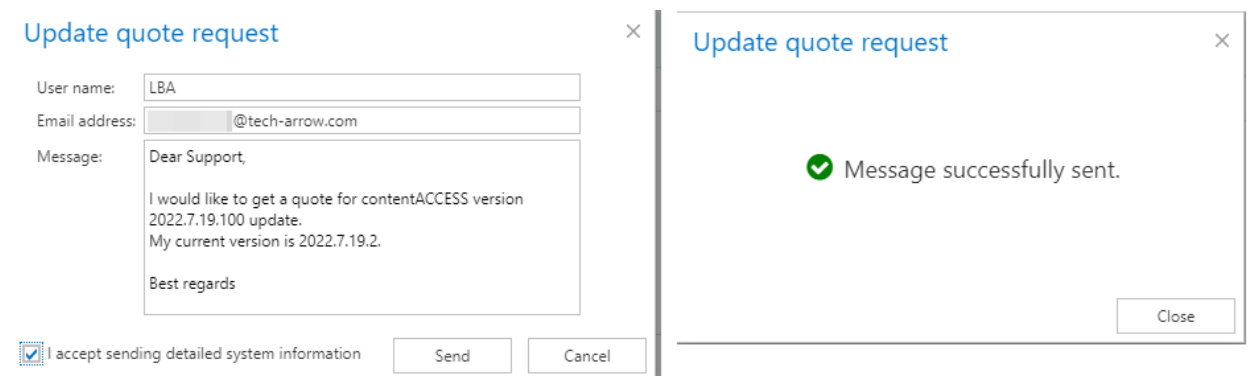 Update quote request
User name:
LBA
Email address:
@tech-arrow.com
Message:
Dear Support,
I would like to get a quote for contentACCESS version
2022.7.19.100 update.
My current version is 2022.7.19.2.
Best regards
I accept sending detailed system information
Send
Cancel
Update quote request
Message successfully sent.
Close